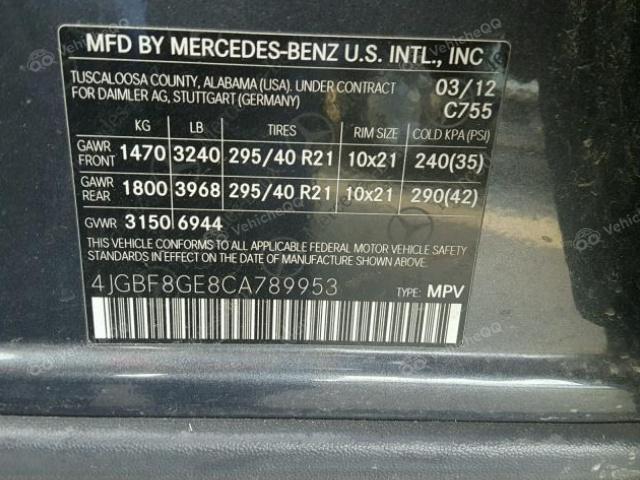 MFD BY MERCEDES-BENZ U.S. INTL., INC
TUSCALOOSA COUNTY, ALABAMA (USA). UNDER CONTRACT 03/12
FOR DAIMLER AG, STUTTGART (GERMANY) C755
KG LB TIRES RIM SIZE COLD KPA (PSI)
GAWR FRONT 1470 3240 295/40 R21 10x21 240(35)
GAWR REAR 1800 3968 295/40 R21 10x21 290(42)
GVWR 3150 6944
THIS VEHICLE CONFORMS TO ALL APPLICABLE FEDERAL MOTOR VEHICLE SAFETY
STANDARDS IN EFFECT ON THE DATE OF MANUFACTURE SHOWN ABOVE.
4JGBF8GE8CA789953
TYPE: MPV
VehicleQQ